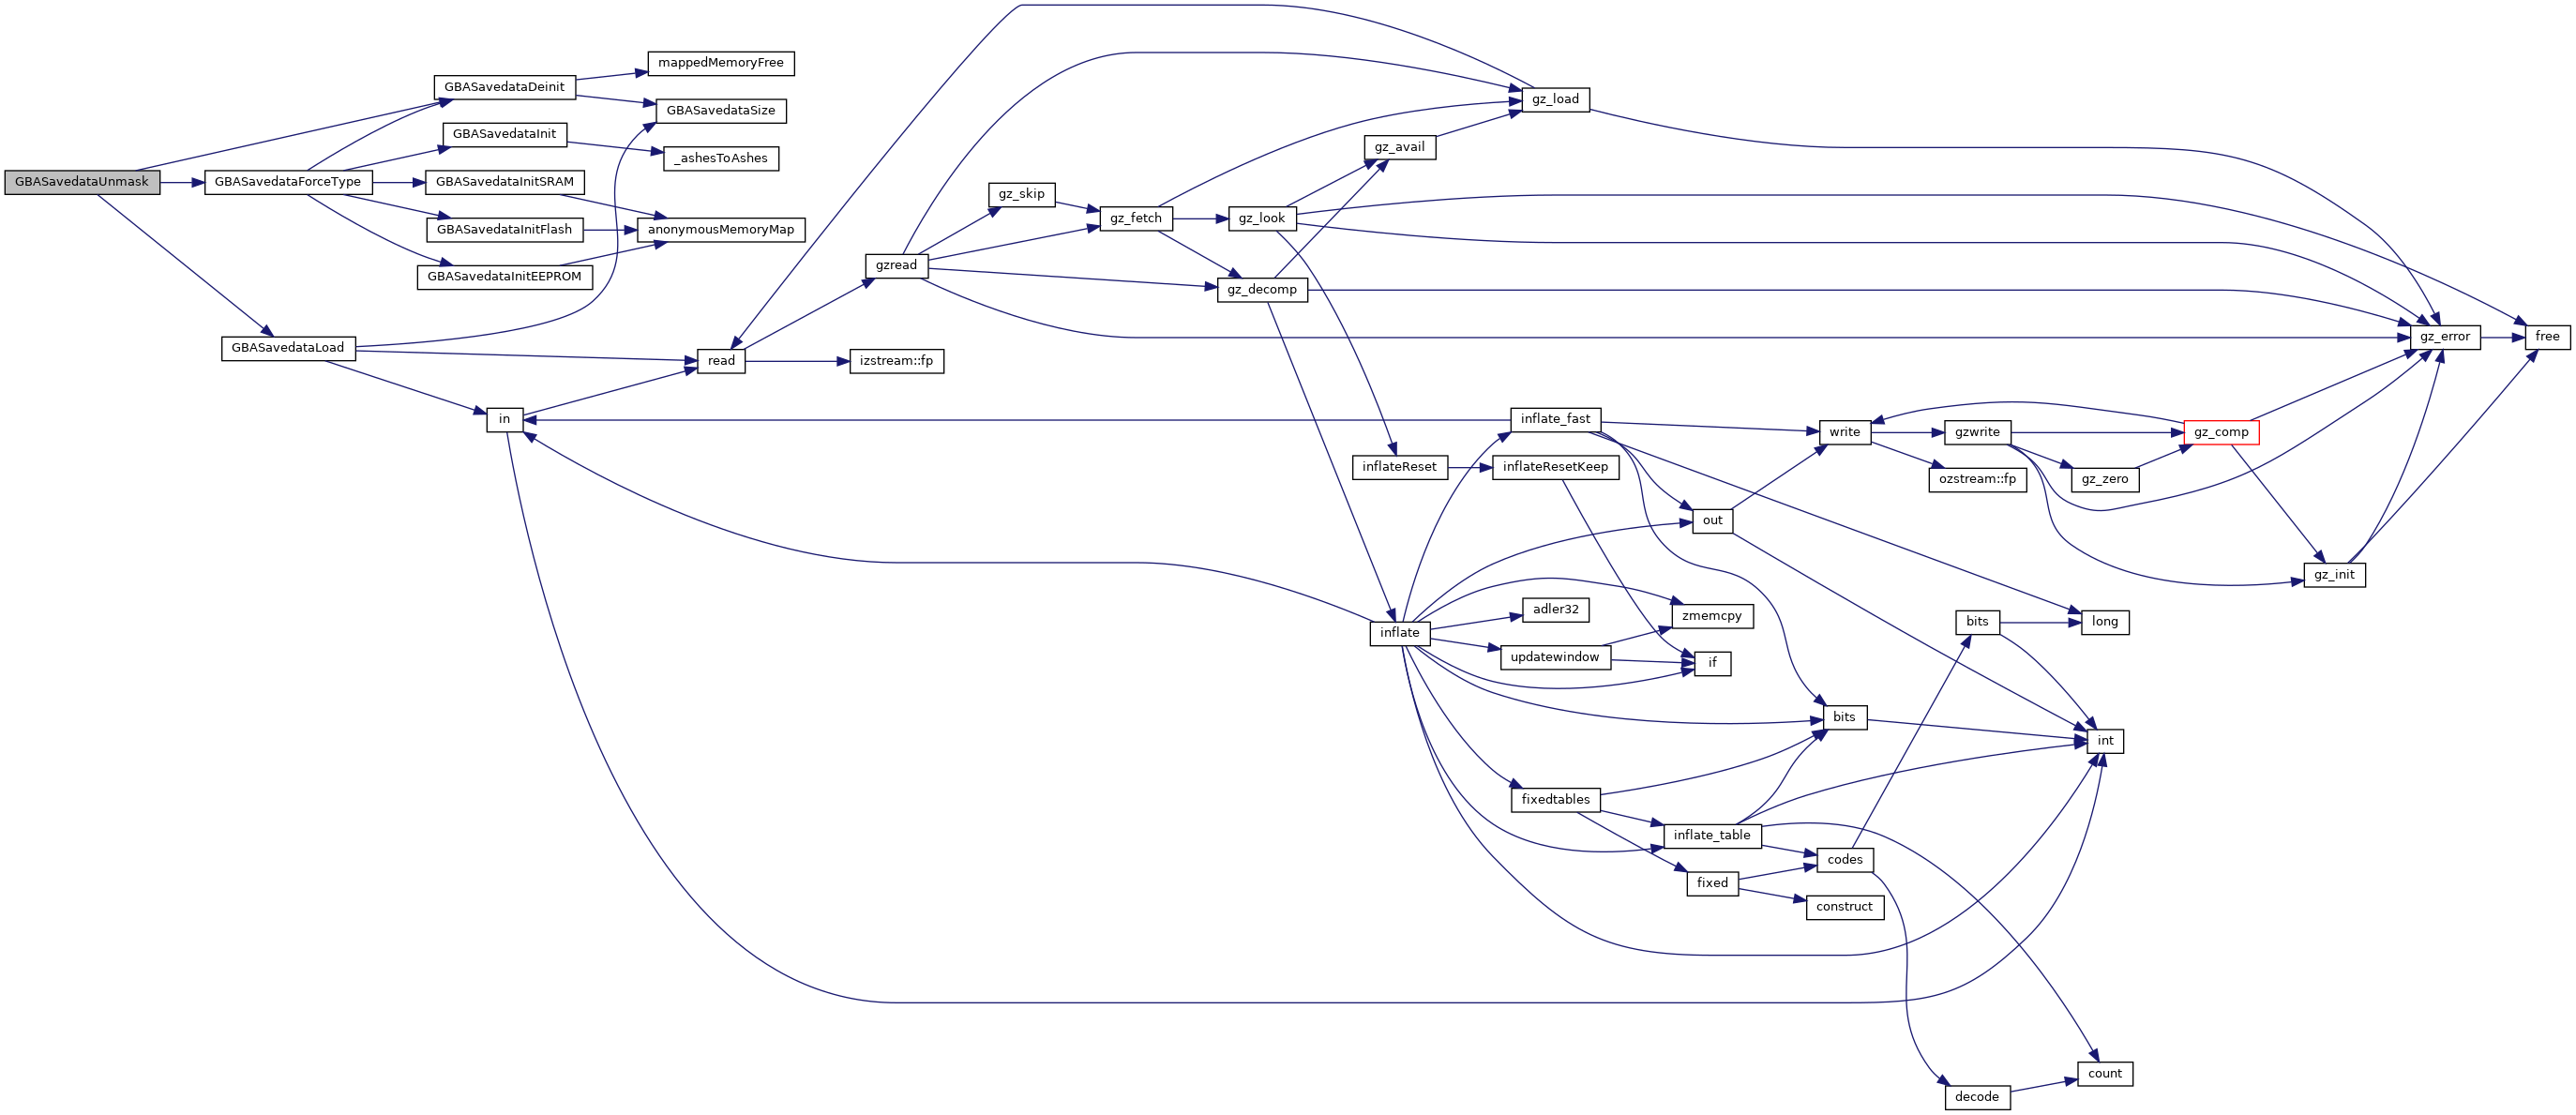 GBASavedataUnmask
GBASavedataDeinit
mappedMemoryFree
GBASavedataSize
GBASavedataForceType
GBASavedataInit
_ashesToAshes
GBASavedataInitSRAM
GBASavedataInitFlash
anonymousMemoryMap
GBASavedataInitEEPROM
GBASavedataLoad
read
izstream::fp
in
gzread
gz_skip
gz_fetch
gz_look
gz_decomp
gz_avail
gz_load
gz_error
free
inflateReset
inflateResetKeep
inflate_fast
write
gzwrite
gz_comp
ozstream::fp
gz_zero
out
gz_init
inflate
adler32
zmemcpy
updatewindow
if
bits
long
bits
int
fixedtables
inflate_table
codes
fixed
construct
count
decode